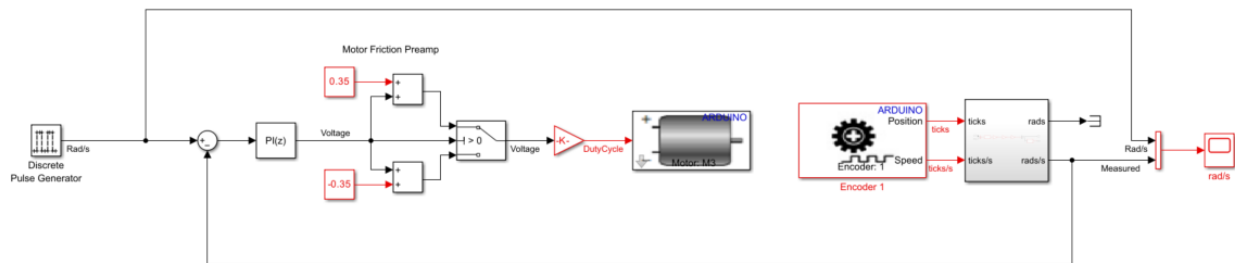 Motor Friction Preamp
0.35
+
+
Rad/s
Discrete
Pulse Generator
+
-
PI(z)
Voltage
> 0
Voltage
-0.35
+
+
-K-
DutyCycle
ARDUINO
Motor: M3
ARDUINO
Position
Speed
Encoder: 1
Encoder 1
ticks
ticks/s
ticks
ticks/s
rads
rads/s
Rad/s
Measured
rad/s